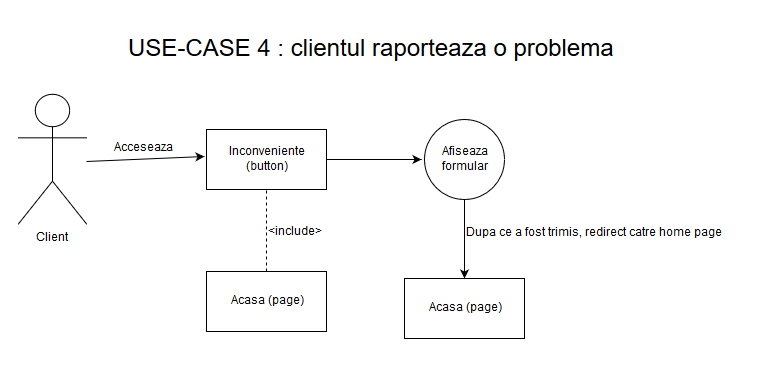 USE-CASE 4 : clientul raporteaza o problema
Acceseaza
Inconveniente
(button)
Afiseaza
formular
Client
<include>
Dupa ce a fost trimis, redirect catre home page
Acasa (page)
Acasa (page)